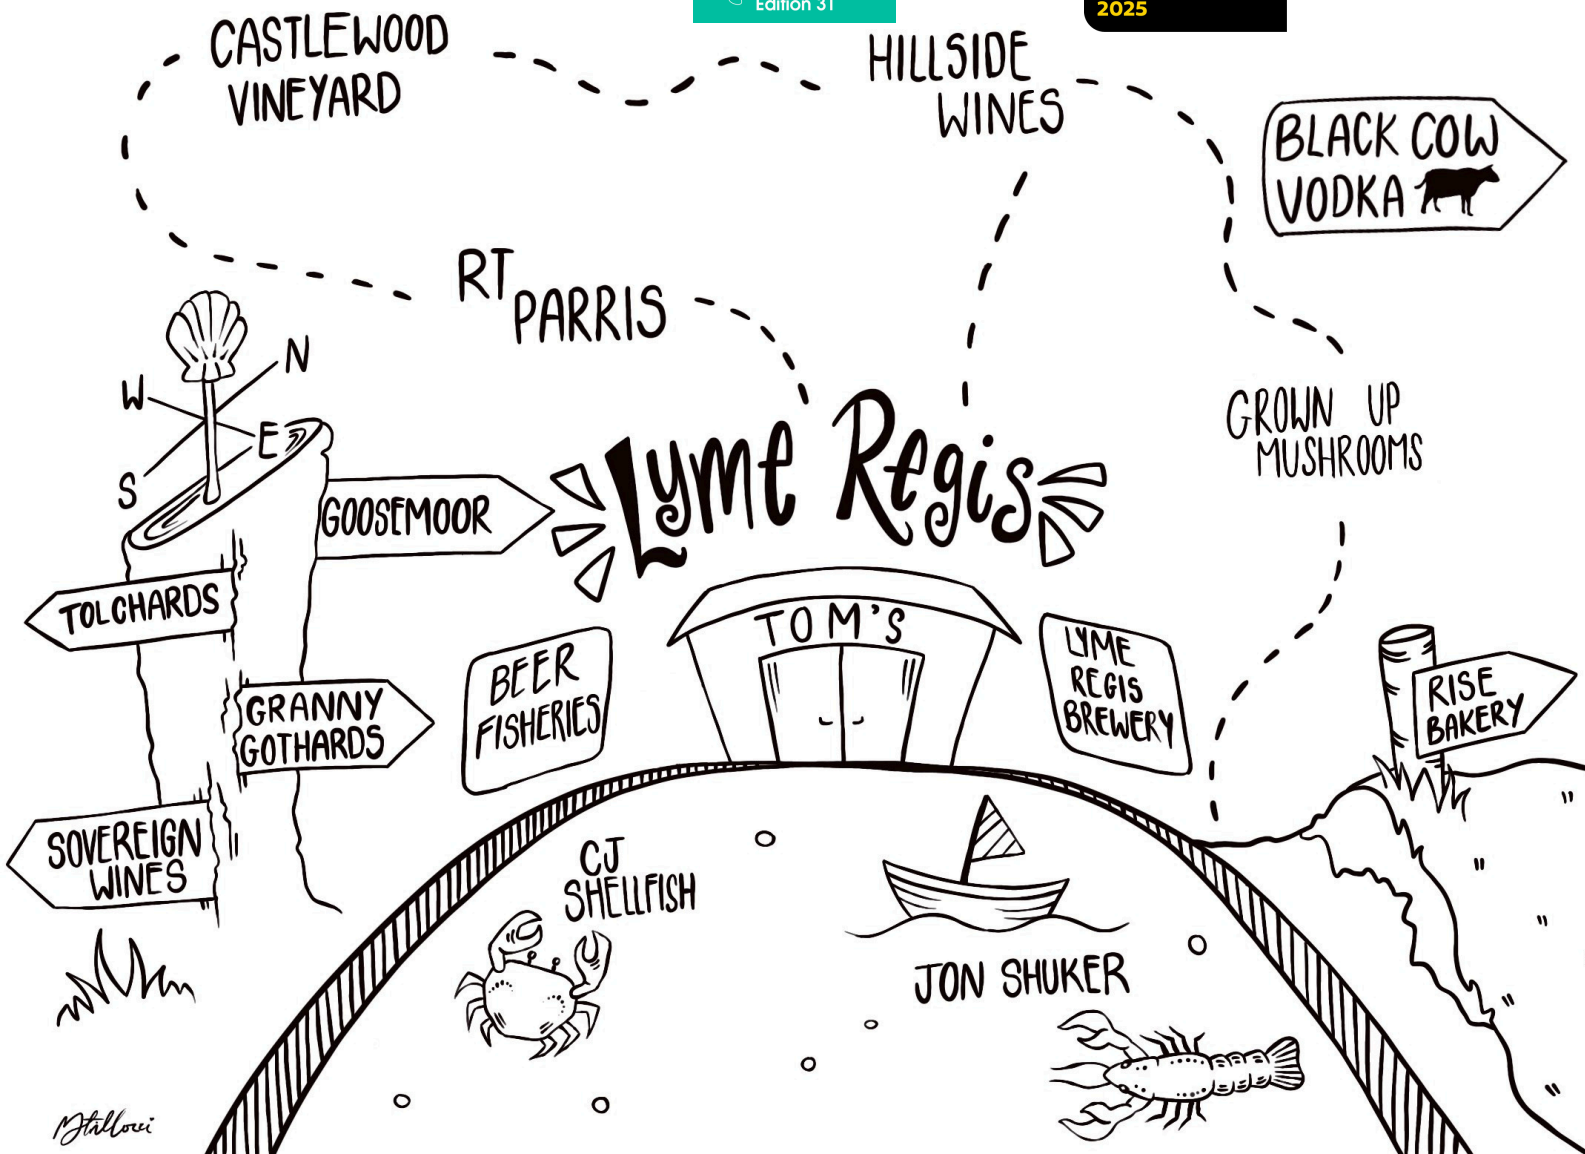 Edition 31
2025
CASTLEWOOD
VINEYARD
HILLSIDE
WINES
BLACK COW
VODKA
RT
PARRIS
N
W
E
S
GROWN UP
MUSHROOMS
Lyme Regis
GOOSEMOOR
TOLCHARDS
GRANNY
GOTHARDS
SOVEREIGN
WINES
BEER
FISHERIES
TOM'S
LYME
REGIS
BREWERY
RISE
BAKERY
CJ
SHELLFISH
JON SHUKER